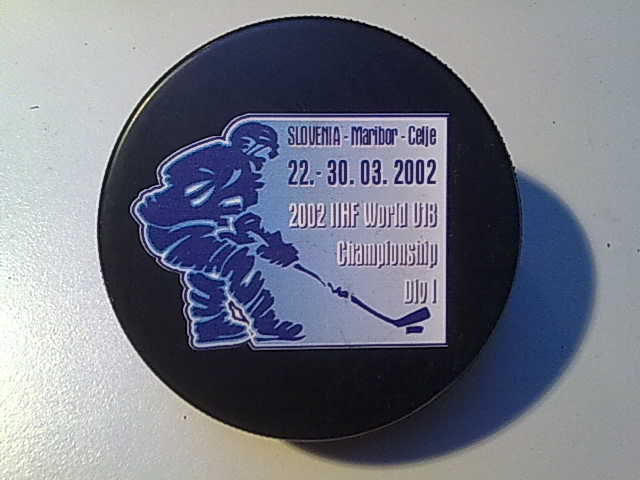 SLOVENIA - Maribor - Celje
22.- 30. 03. 2002
2002 IIHF World U18
Championship
Div I